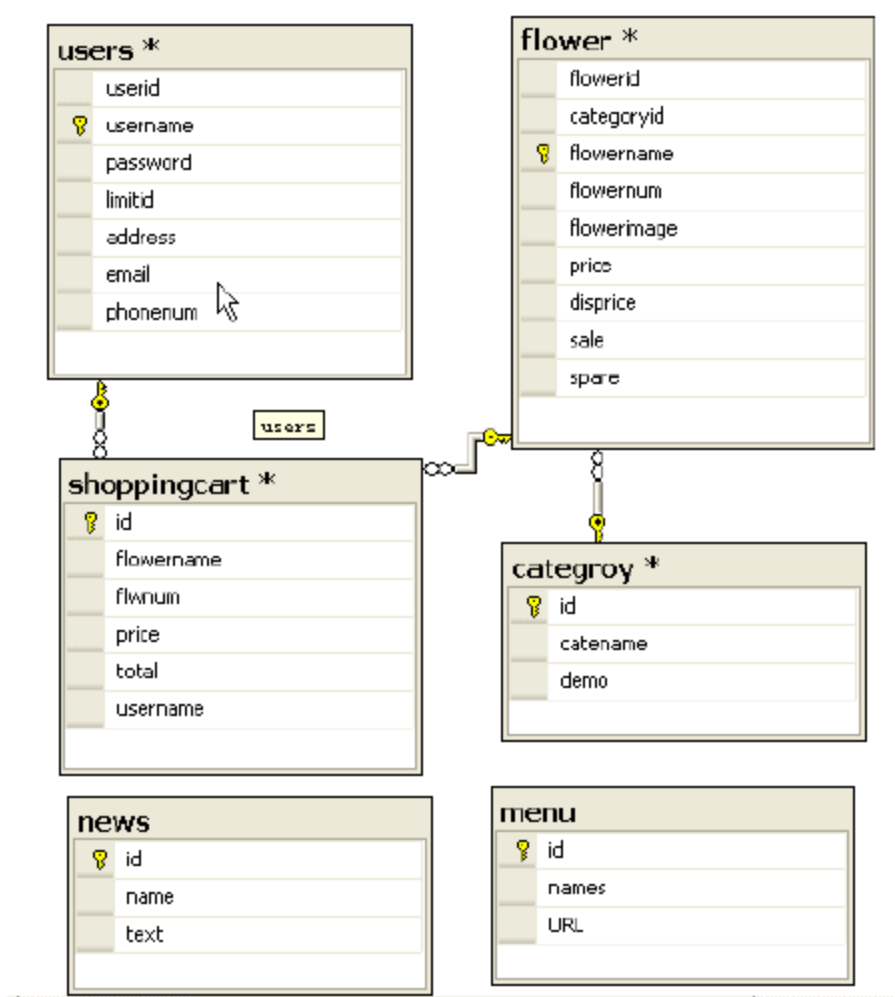 users *
userid
username
password
limitid
address
email
phonenum
flower *
flowerid
categoryid
flowername
flowernum
flowerimage
price
disprice
sale
spare
users
shoppingcart *
id
flowername
flwnum
price
total
username
categroy *
id
catename
demo
news
id
name
text
menu
id
names
URL